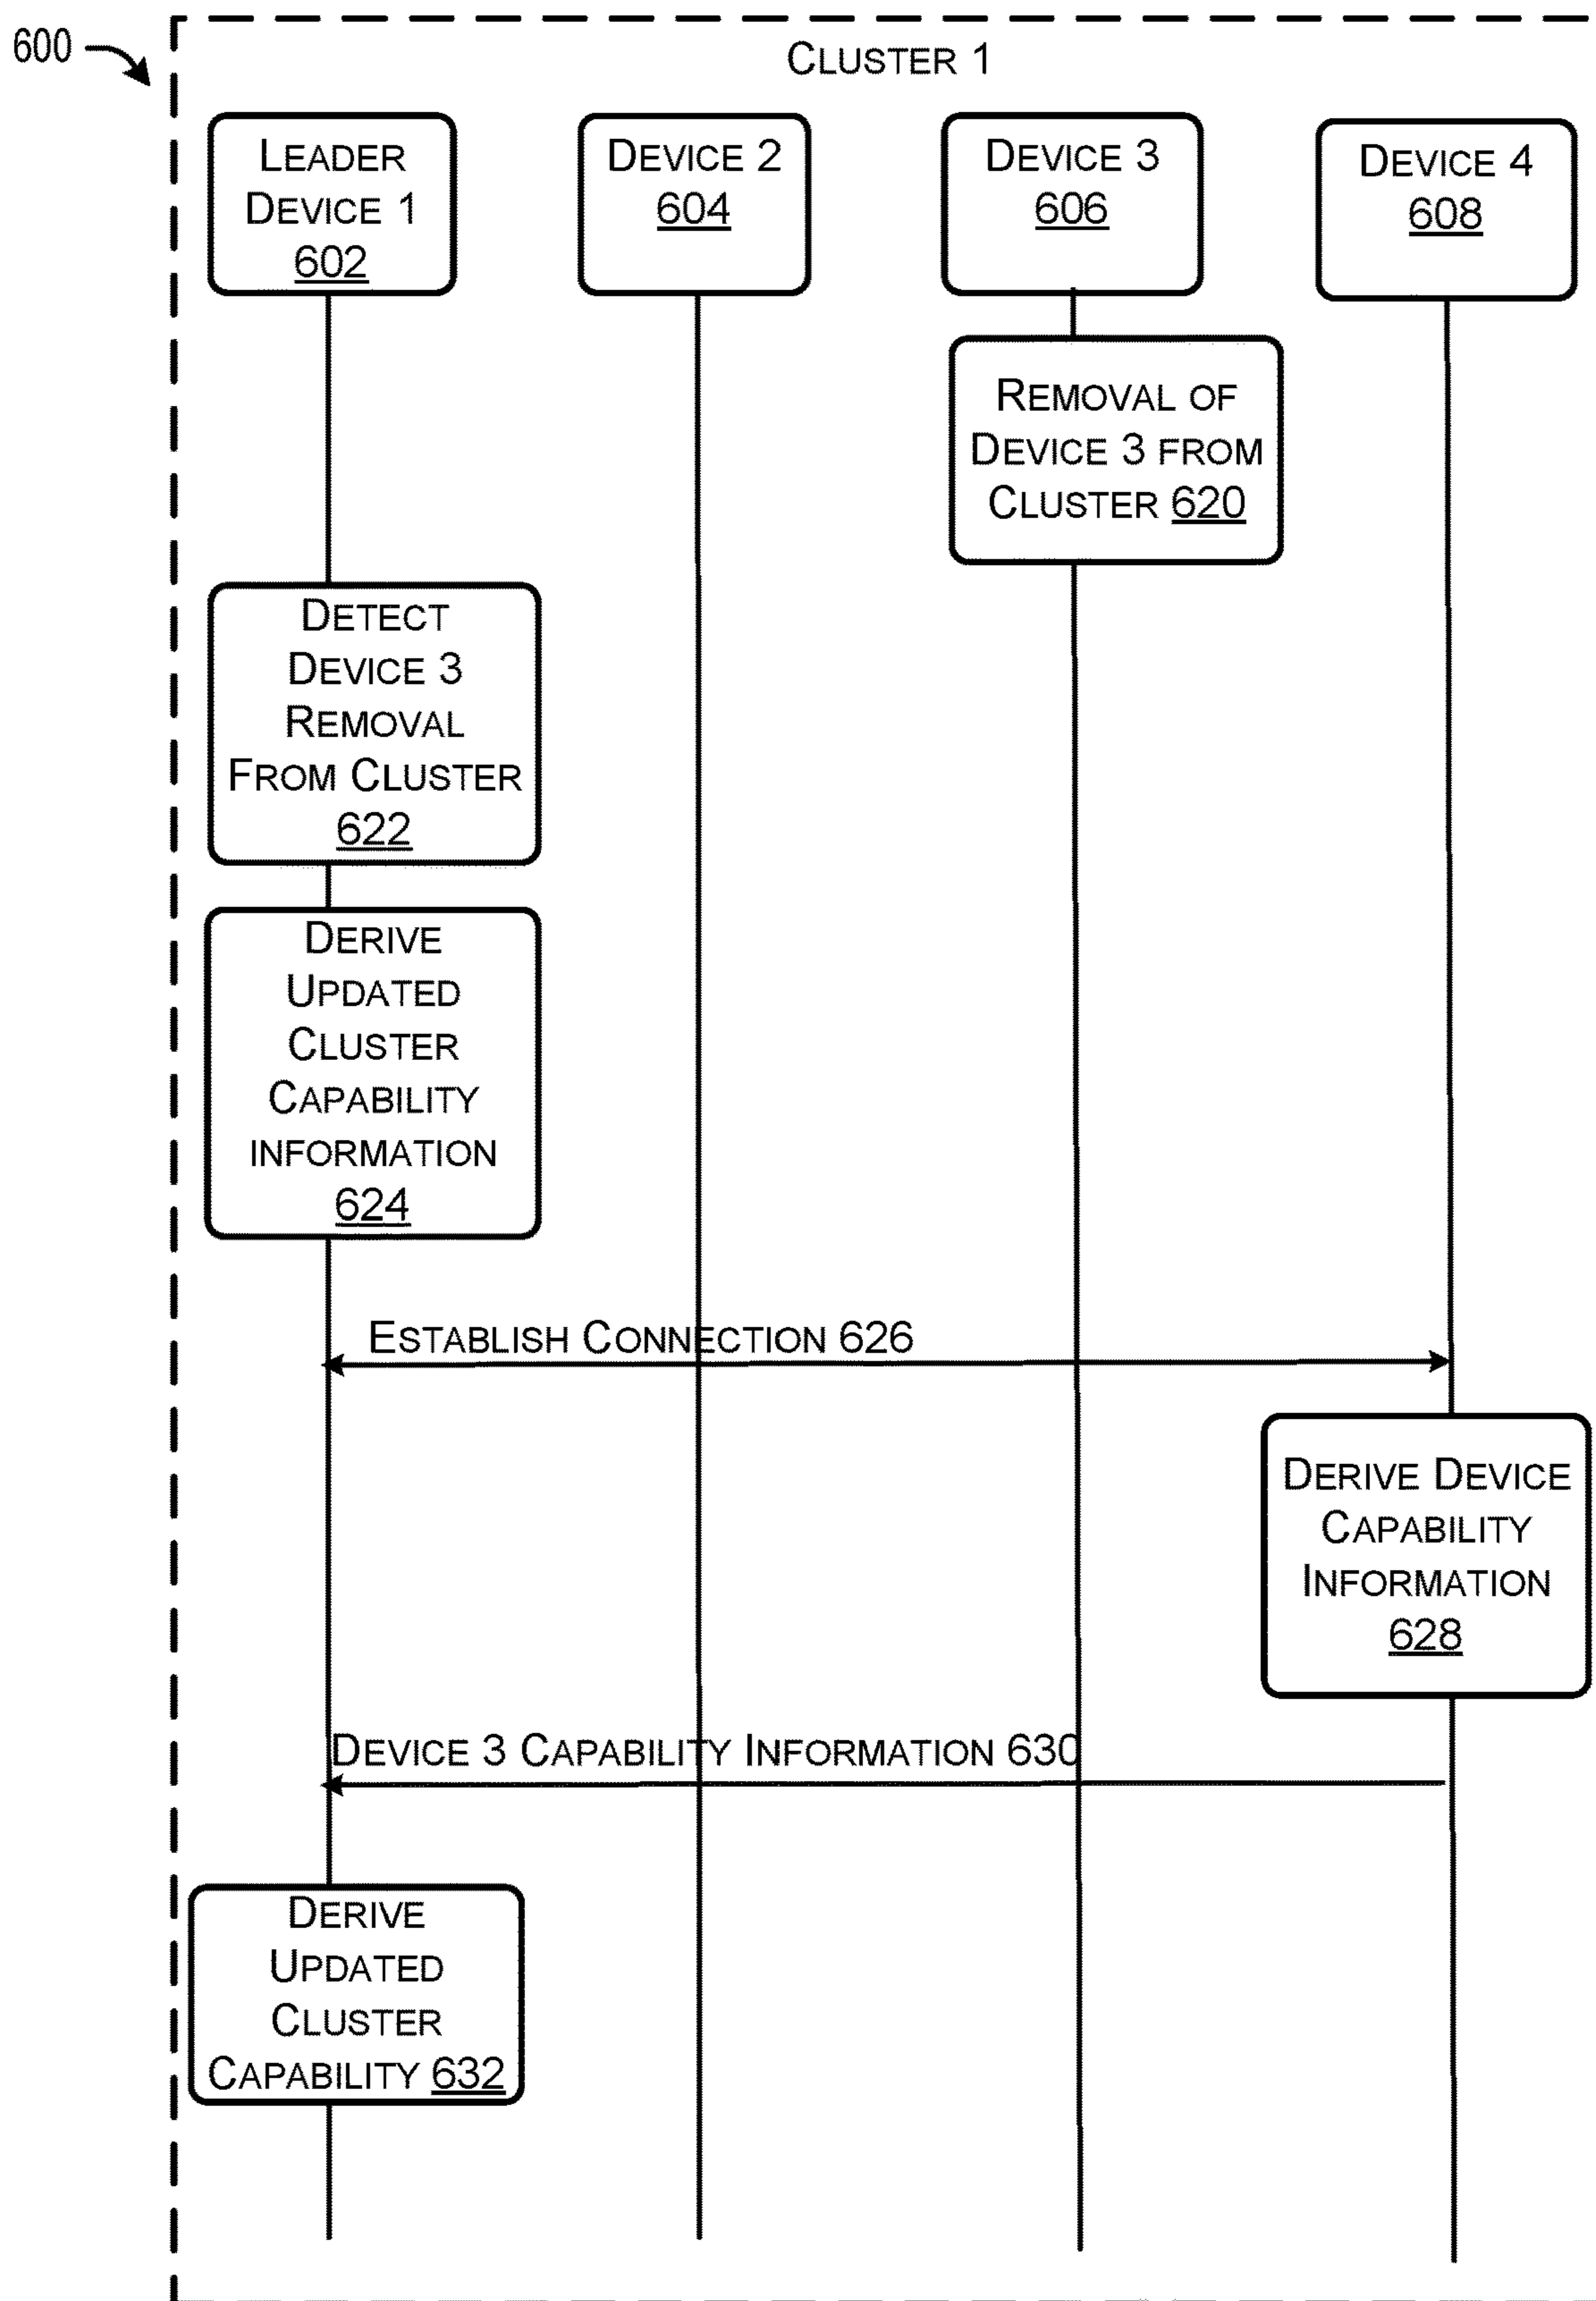 600
CLUSTER 1
LEADER
DEVICE 1
602
DEVICE 2
604
DEVICE 3
606
DEVICE 4
608
REMOVAL OF
DEVICE 3 FROM
CLUSTER 620
DETECT
DEVICE 3
REMOVAL
FROM CLUSTER
622
DERIVE
UPDATED
CLUSTER
CAPABILITY
INFORMATION
624
ESTABLISH CONNECTION 626
DERIVE DEVICE
CAPABILITY
INFORMATION
628
DEVICE 3 CAPABILITY INFORMATION 630
DERIVE
UPDATED
CLUSTER
CAPABILITY 632